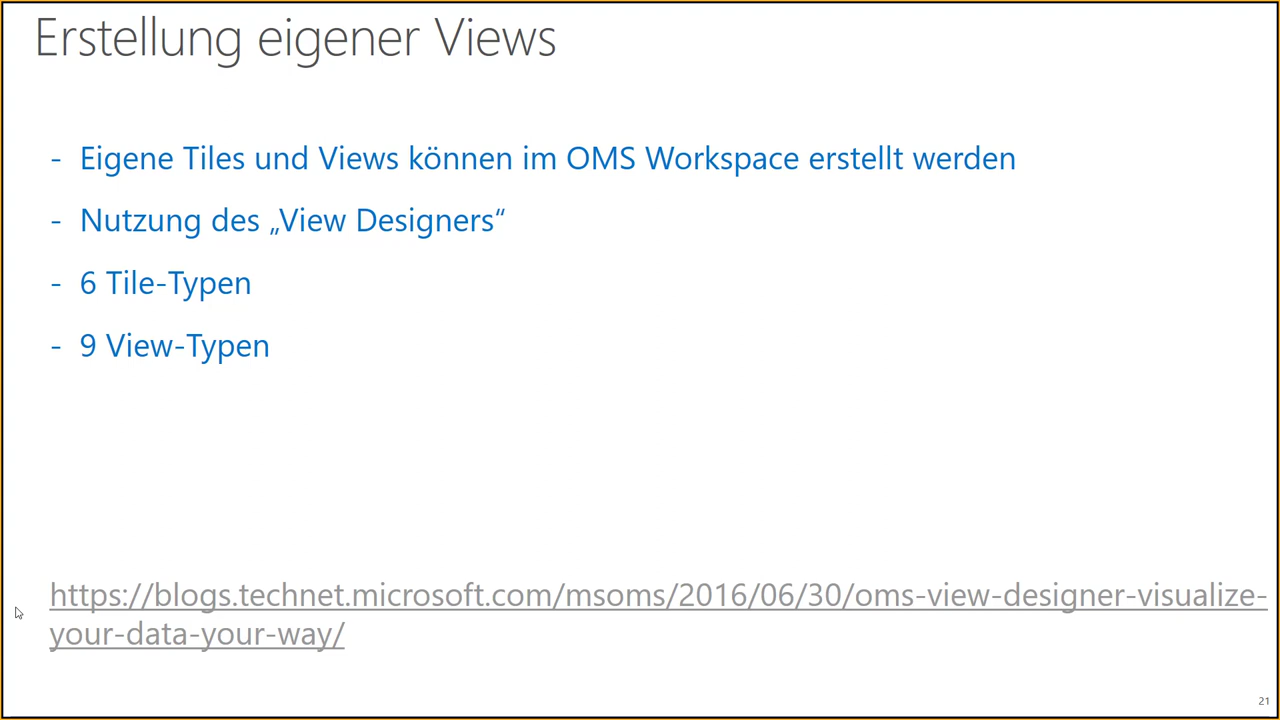 Erstellung eigener Views
- Eigene Tiles und Views können im OMS Workspace erstellt werden
- Nutzung des „View Designers“
- 6 Tile-Typen
- 9 View-Typen
https://blogs.technet.microsoft.com/msoms/2016/06/30/oms-view-designer-visualize-
your-data-your-way/
21